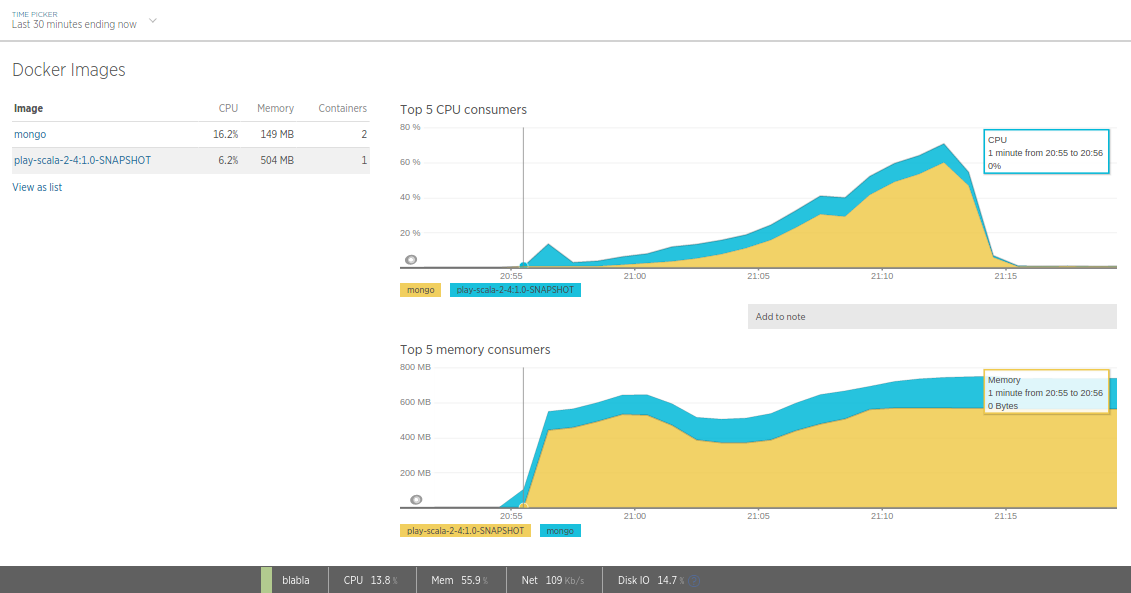 TIME PICKER
Last 30 minutes ending now
Docker Images
Image CPU Memory Containers
mongo 16.2% 149 MB 2
play-scala-2-4:1.0-SNAPSHOT 6.2% 504 MB 1
View as list
Top 5 CPU consumers
80 %
60 %
40 %
20 %
CPU
1 minute from 20:55 to 20:56
0%
20:55 21:00 21:05 21:10 21:15
mongo play-scala-2-4:1.0-SNAPSHOT
Add to note
Top 5 memory consumers
800 MB
600 MB
400 MB
200 MB
Memory
1 minute from 20:55 to 20:56
0 Bytes
20:55 21:00 21:05 21:10 21:15
play-scala-2-4:1.0-SNAPSHOT mongo
blabla CPU 13.8 % Mem 55.9 % Net 109 Kb/s Disk IO 14.7 %